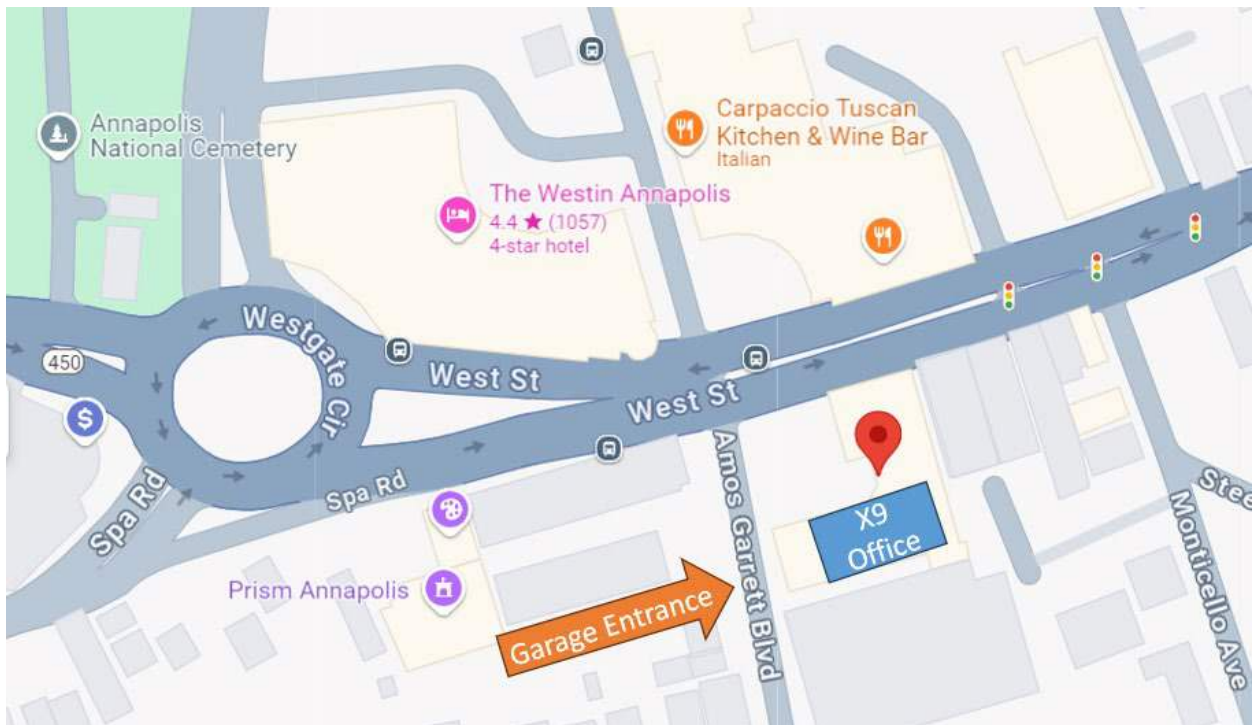 Annapolis
National Cemetery
The Westin Annapolis
4.4 ★ (1057)
4-star hotel
Carpaccio Tuscan
Kitchen & Wine Bar
Italian
450
Westgate Cir
West St
West St
$
Spa Rd
Spa Rd
Amos Garrett Blvd
X9
Office
Prism Annapolis
Garage Entrance
Monticello Ave
Stee